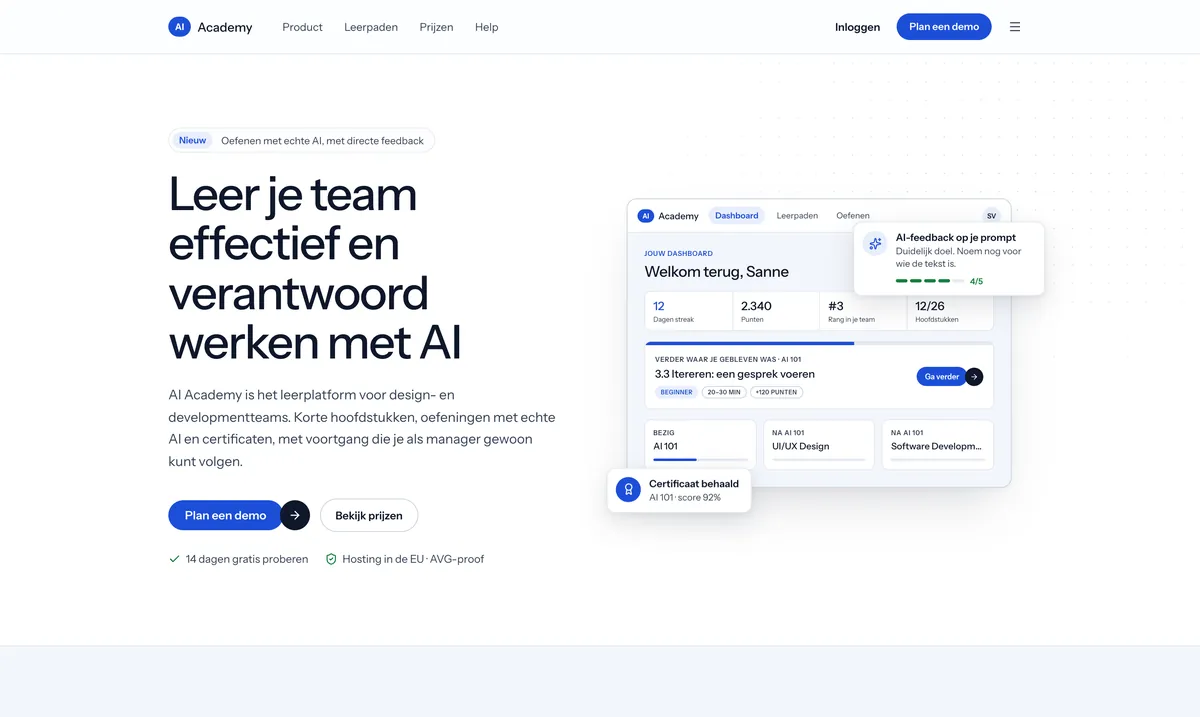 AI Academy Product Leerpaden Prijzen Help Inloggen Plan een demo
Nieuw Oefenen met echte AI, met directe feedback
Leer je team
effectief en
verantwoord
werken met AI
AI Academy is het leerplatform voor design- en
developmentteams. Korte hoofdstukken, oefeningen met echte
AI en certificaten, met voortgang die je als manager gewoon
kunt volgen.
Plan een demo Bekijk prijzen
14 dagen gratis proberen Hosting in de EU · AVG-proof
AI Academy Dashboard Leerpaden Oefenen SV
AI-feedback op je prompt
Duidelijk doel. Noem nog voor
wie de tekst is.
4/5
JOUW DASHBOARD
Welkom terug, Sanne
12 2.340 #3 12/26
Dagen streak Punten Rang in je team Hoofdstukken
VERDER WAAR JE GEBLEVEN WAS · AI 101
3.3 Itereren: een gesprek voeren
Ga verder
BEGINNER 20–30 MIN +120 PUNTEN
BEZIG NA AI 101 NA AI 101
AI 101 UI/UX Design Software Developm...
Certificaat behaald
AI 101 · score 92%